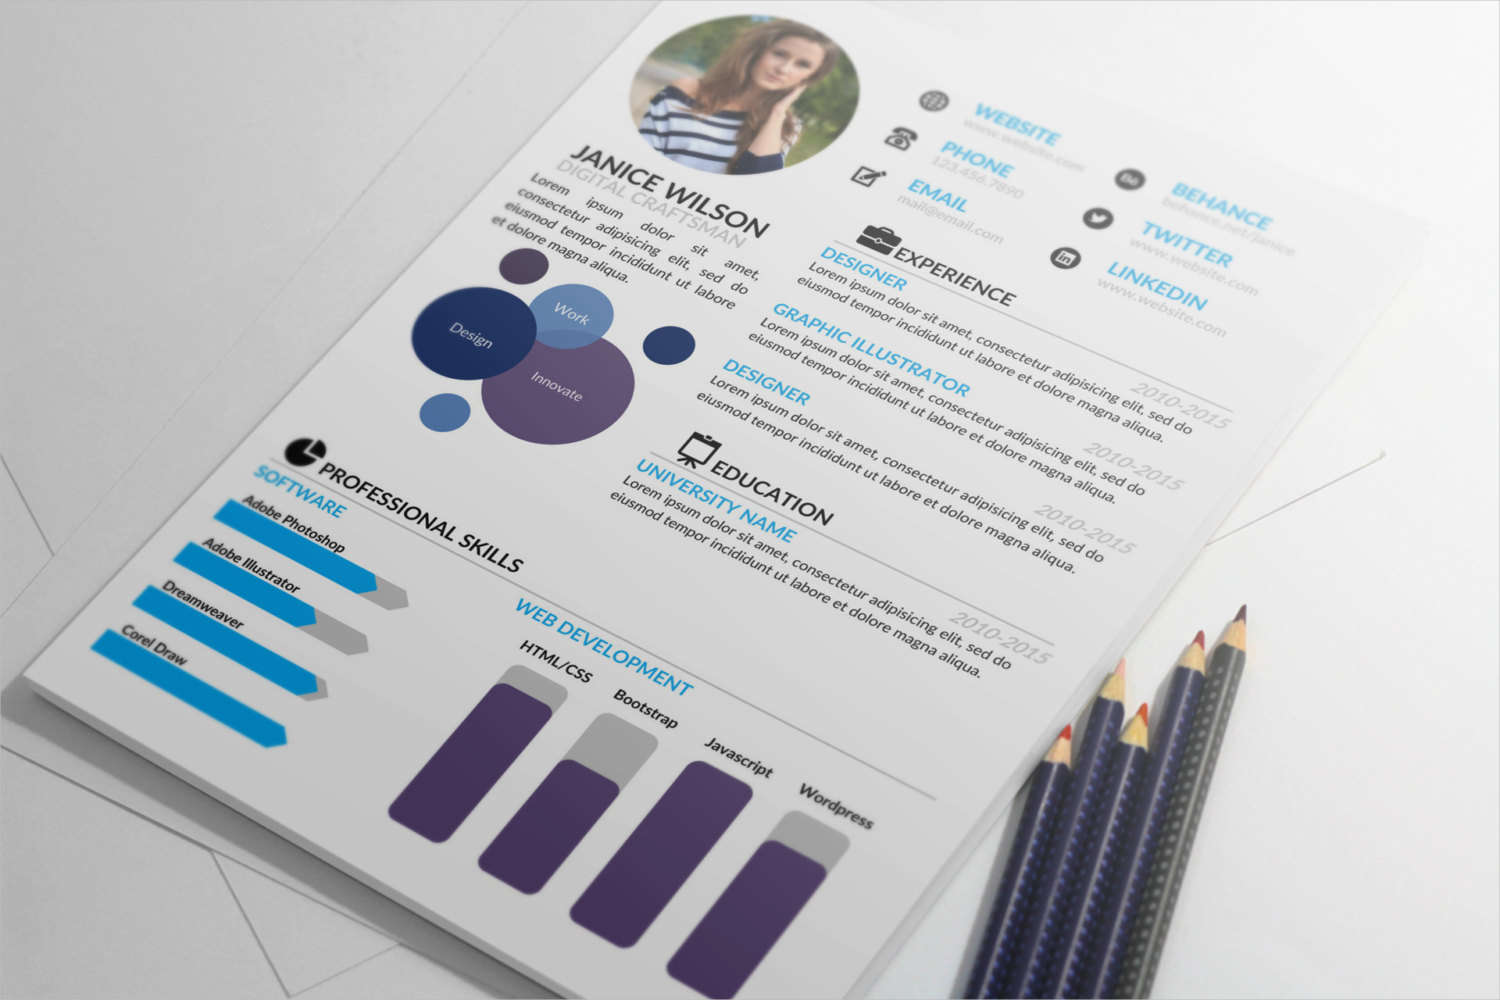 JANICE WILSON
DIGITAL CRAFTSMAN
Lorem ipsum dolor sit amet,
consectetur adipisicing elit, sed do
eiusmod tempor incididunt ut labore
et dolore magna aliqua.
Work
Design
Innovate
WEBSITE
www.website.com
PHONE
123.456.7890
EMAIL
mail@email.com
BEHANCE
behance.net/janice
TWITTER
www.website.com
LINKEDIN
www.website.com
EXPERIENCE
DESIGNER
2010-2015
Lorem ipsum dolor sit amet, consectetur adipisicing elit, sed do
eiusmod tempor incididunt ut labore et dolore magna aliqua.
GRAPHIC ILLUSTRATOR
2010-2015
Lorem ipsum dolor sit amet, consectetur adipisicing elit, sed do
eiusmod tempor incididunt ut labore et dolore magna aliqua.
DESIGNER
2010-2015
Lorem ipsum dolor sit amet, consectetur adipisicing elit, sed do
eiusmod tempor incididunt ut labore et dolore magna aliqua.
EDUCATION
UNIVERSITY NAME
2010-2015
Lorem ipsum dolor sit amet, consectetur adipisicing elit, sed do
eiusmod tempor incididunt ut labore et dolore magna aliqua.
PROFESSIONAL SKILLS
SOFTWARE
Adobe Photoshop
Adobe Illustrator
Dreamweaver
Corel Draw
WEB DEVELOPMENT
HTML/CSS
Bootstrap
Javascript
Wordpress